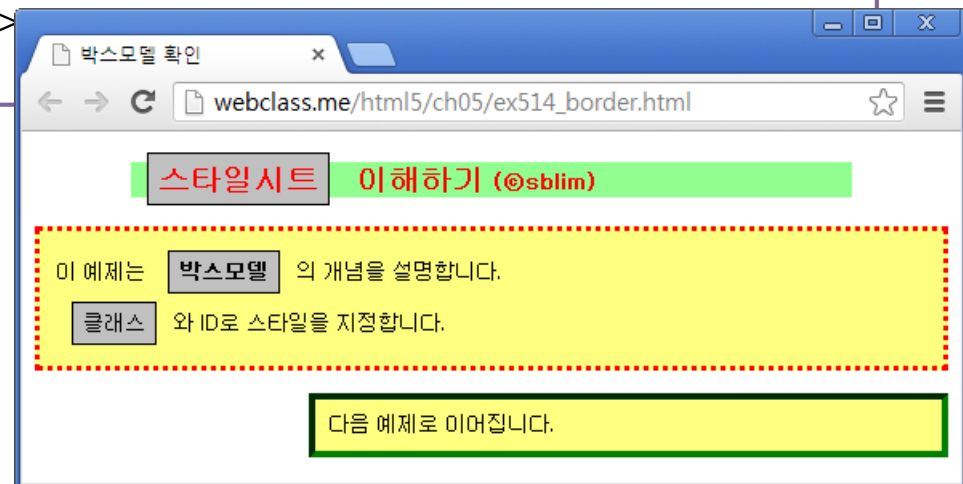 >
박스모델 확인
webclass.me/html5/ch05/ex514_border.html
스타일시트 이해하기 (©sblim)
이 예제는 박스모델 의 개념을 설명합니다.
클래스 와 ID로 스타일을 지정합니다.
다음 예제로 이어집니다.